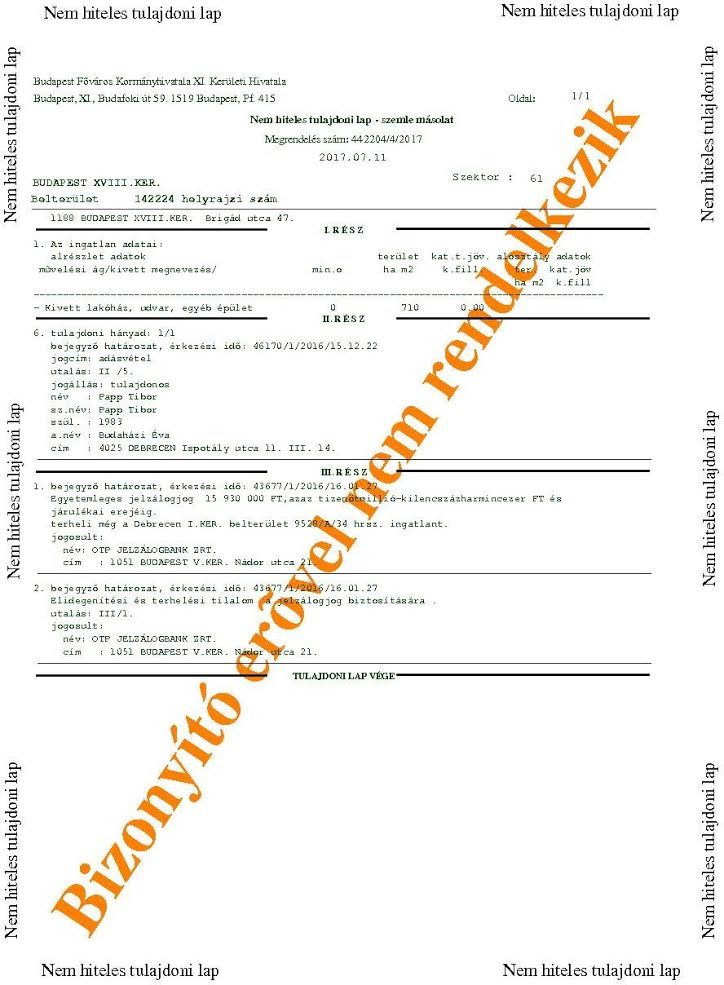 Nem hiteles tulajdoni lap
Nem hiteles tulajdoni lap
Nem hiteles tulajdoni lap
Nem hiteles tulajdoni lap
Budapest Főváros Kormányhivatala XI. Kerületi Hivatala
Budapest, XI., Budafoki út 59. 1519 Budapest, Pf. 415
Oldal: 1/1
Nem hiteles tulajdoni lap - szemle másolat
Megrendelés szám: 442204/4/2017
2017.07.11
Szektor : 61
BUDAPEST XVIII.KER.
Belterület 142224 helyrajzi szám
1188 BUDAPEST XVIII.KER. Brigád utca 47.
I.RÉSZ
1. Az ingatlan adatai:
alrészlet adatok terület kat.t.jöv. alosztály adatok
művelési ág/kivett megnevezés/ min.o ha m2 k.fill. ter. kat.jöv
ha m2 k.fill
- Kivett lakóház, udvar, egyéb épület 0 710 0.00
II.RÉSZ
6. tulajdoni hányad: 1/1
bejegyző határozat, érkezési idő: 46170/1/2016/15.12.22
jogcím: adásvétel
utalás: II /5.
jogállás: tulajdonos
név : Papp Tibor
sz.név: Papp Tibor
szül. : 1983
a.név : Budaházi Éva
cím : 4025 DEBRECEN Ispotály utca 11. III. 14.
III.RÉSZ
1. bejegyző határozat, érkezési idő: 43677/1/2016/16.01.27
Egyetemleges jelzálogjog 15 930 000 FT,azaz tizenötmillió-kilencszázharmincezer FT és
járulékai erejéig.
terheli még a Debrecen I.KER. belterület 9528/A/34 hrsz. ingatlant.
jogosult:
név: OTP JELZÁLOGBANK ZRT.
cím : 1051 BUDAPEST V.KER. Nádor utca 21.
2. bejegyző határozat, érkezési idő: 43677/1/2016/16.01.27
Elidegenítési és terhelési tilalom a jelzálogjog biztosítására .
utalás: III/1.
jogosult:
név: OTP JELZÁLOGBANK ZRT.
cím : 1051 BUDAPEST V.KER. Nádor utca 21.
TULAJDONI LAP VÉGE
Bizonyító erővel nem rendelkezik
Nem hiteles tulajdoni lap
Nem hiteles tulajdoni lap
Nem hiteles tulajdoni lap
Nem hiteles tulajdoni lap
Nem hiteles tulajdoni lap
Nem hiteles tulajdoni lap